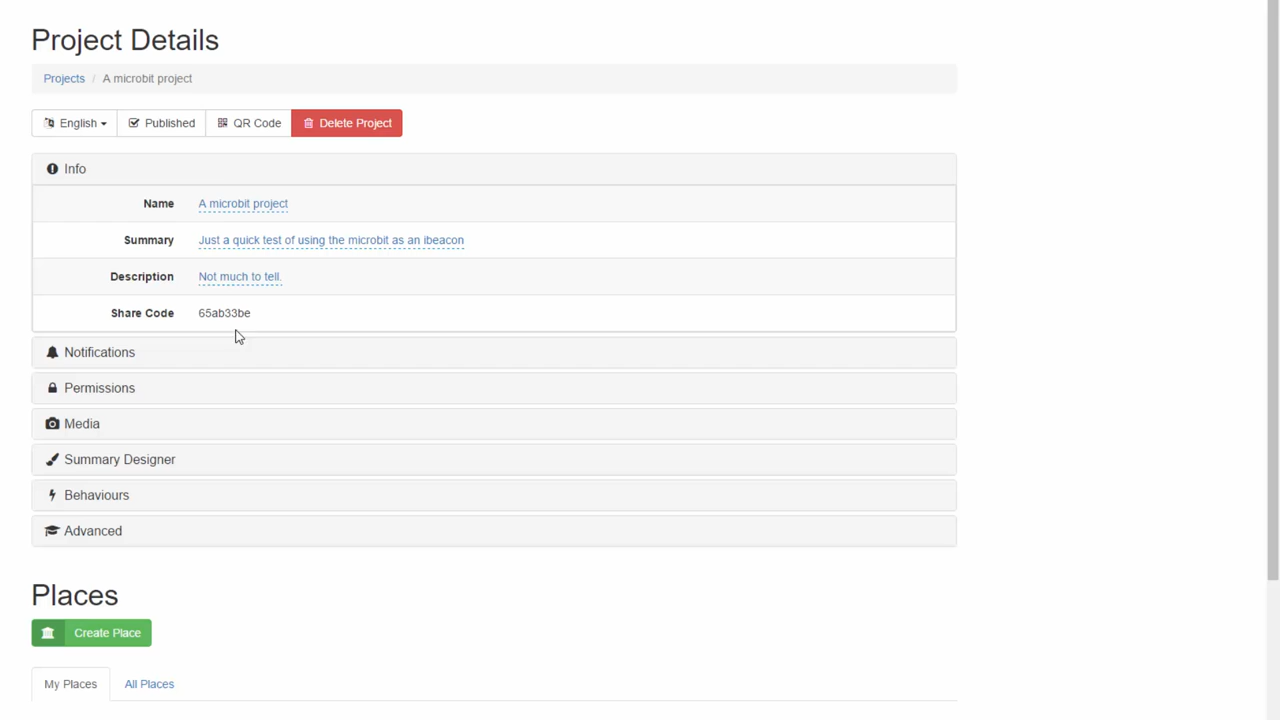 Project Details
Projects / A microbit project
English Published QR Code Delete Project
Info
Name A microbit project
Summary Just a quick test of using the microbit as an ibeacon
Description Not much to tell.
Share Code 65ab33be
Notifications
Permissions
Media
Summary Designer
Behaviours
Advanced
Places
Create Place
My Places All Places